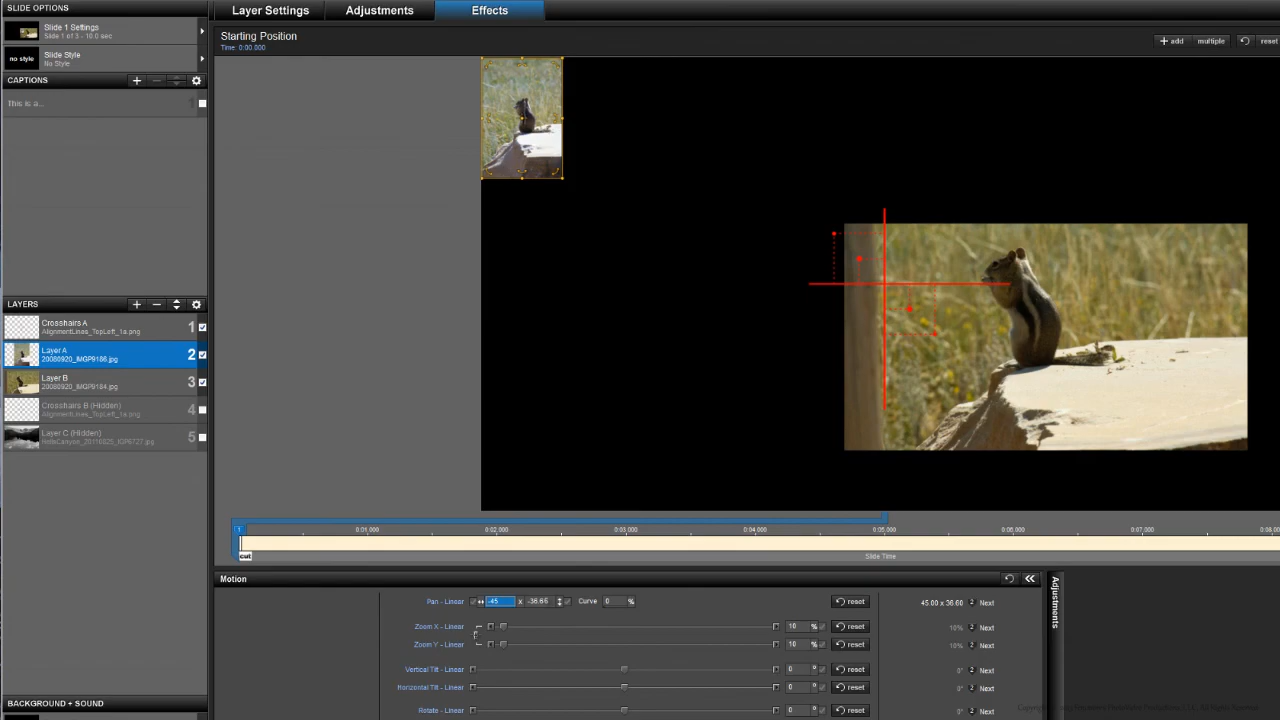 SLIDE OPTIONS
Layer Settings
Adjustments
Effects
Slide 1 Settings
Slide 1 of 3 - 10.0 sec
no style
Slide Style
No Style
Starting Position
Time: 0:00.000
add
multiple
reset
CAPTIONS
This is a...
1
LAYERS
Crosshairs A
AlignmentLines_TopLeft_1a.png
1
Layer A
20080920_IMGP9186.jpg
2
Layer B
20080920_IMGP9184.jpg
3
Crosshairs B (Hidden)
AlignmentLines_TopLeft_1a.png
4
Layer C (Hidden)
5
1
0:01.000
0:02.000
0:03.000
0:04.000
0:05.000
0:06.000
0:07.000
0:08.000
cut
Slide Time
Motion
Adjustments
Pan - Linear
-45
x
-36.66
Curve
0
%
reset
45.00 x 36.60
2
Next
Zoom X - Linear
10
%
reset
10%
2
Next
Zoom Y - Linear
10
%
reset
10%
2
Next
Vertical Tilt - Linear
0
°
reset
0°
2
Next
Horizontal Tilt - Linear
0
°
reset
0°
2
Next
Rotate - Linear
0
°
reset
0°
2
Next
BACKGROUND + SOUND